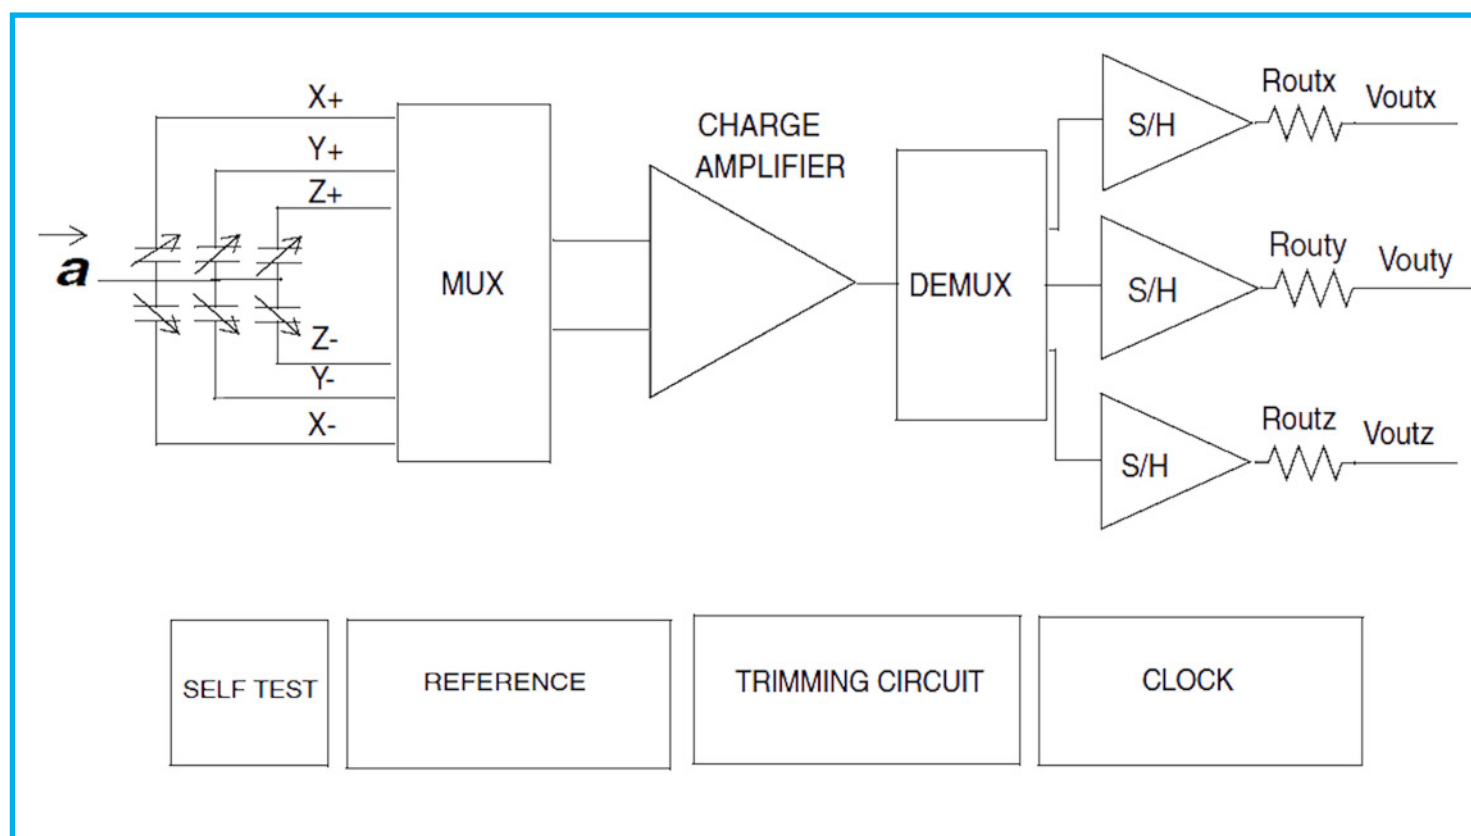 X+
Y+
Z+
a
Z-
Y-
X-
MUX
CHARGE
AMPLIFIER
DEMUX
S/H
Routx
Voutx
S/H
Routy
Vouty
S/H
Routz
Voutz
SELF TEST
REFERENCE
TRIMMING CIRCUIT
CLOCK